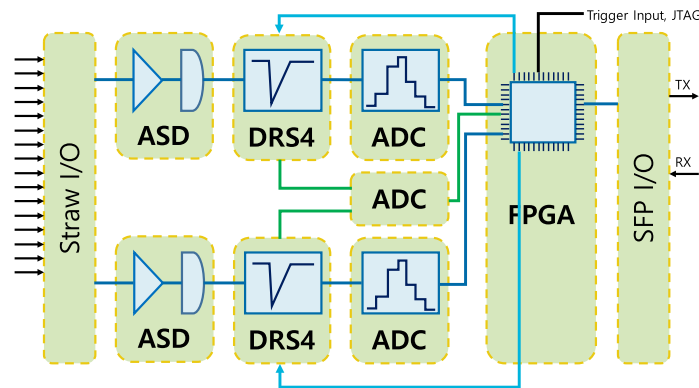 Trigger Input, JTAG
Straw I/O
ASD
DRS4
ADC
TX
RX
ADC
FPGA
SFP I/O
ASD
DRS4
ADC